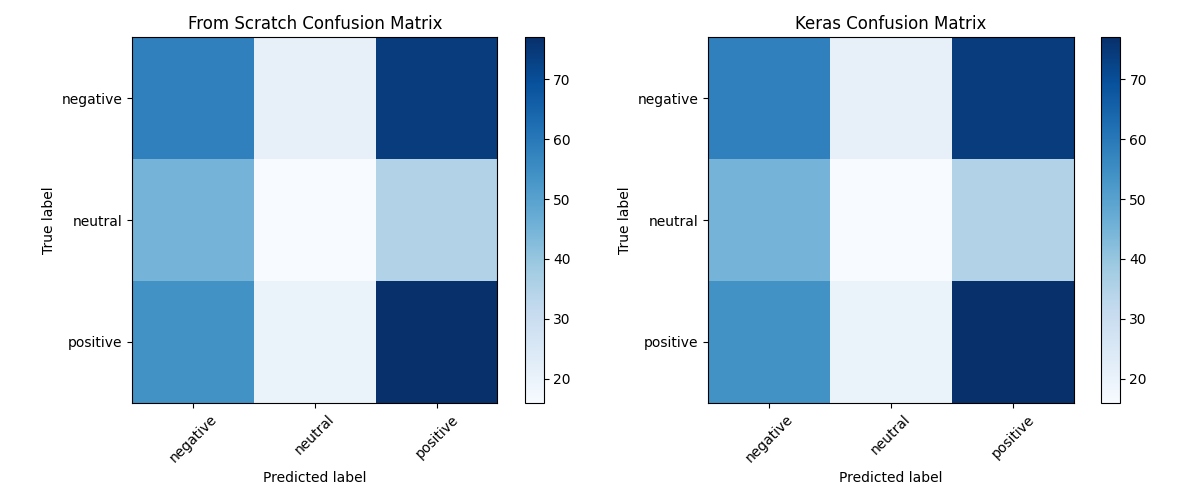 From Scratch Confusion Matrix
negative
neutral
positive
True label
negative
neutral
positive
Predicted label
70
60
50
40
30
20
Keras Confusion Matrix
negative
neutral
positive
True label
negative
neutral
positive
Predicted label
70
60
50
40
30
20